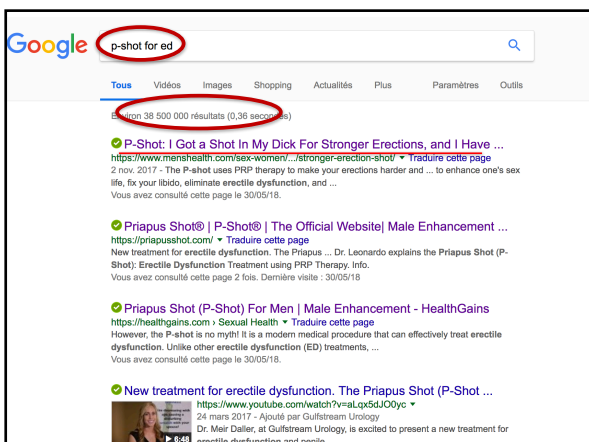 Google
p-shot for ed
Tous Vidéos Images Shopping Actualités Plus Paramètres Outils
Environ 38 500 000 résultats (0,36 secondes)
P-Shot: I Got a Shot In My Dick For Stronger Erections, and I Have ...
https://www.menshealth.com/sex-women/.../stronger-erection-shot/ ▼ Traduire cette page
2 nov. 2017 - The P-shot uses PRP therapy to make your erections harder and ... to enhance one's sex
life, fix your libido, eliminate erectile dysfunction, and ...
Vous avez consulté cette page le 30/05/18.
Priapus Shot® | P-Shot® | The Official Website| Male Enhancement ...
https://priapusshot.com/ ▼ Traduire cette page
New treatment for erectile dysfunction. The Priapus ... Dr. Leonardo explains the Priapus Shot (P-
Shot): Erectile Dysfunction Treatment using PRP Therapy. Info.
Vous avez consulté cette page 2 fois. Dernière visite : 30/05/18
Priapus Shot (P-Shot) For Men | Male Enhancement - HealthGains
https://healthgains.com › Sexual Health ▼ Traduire cette page
However, the P-shot is no myth! It is a modern medical procedure that can effectively treat erectile
dysfunction. Unlike other erectile dysfunction (ED) treatments, ...
Vous avez consulté cette page le 30/05/18.
New treatment for erectile dysfunction. The Priapus Shot (P-Shot ...
https://www.youtube.com/watch?v=aLqx5dJO0yc ▼
24 mars 2017 - Ajouté par Gulfstream Urology
Dr. Meir Daller, at Gulfstream Urology, is excited to present a new treatment for
6:48
erectile dysfunction and penile